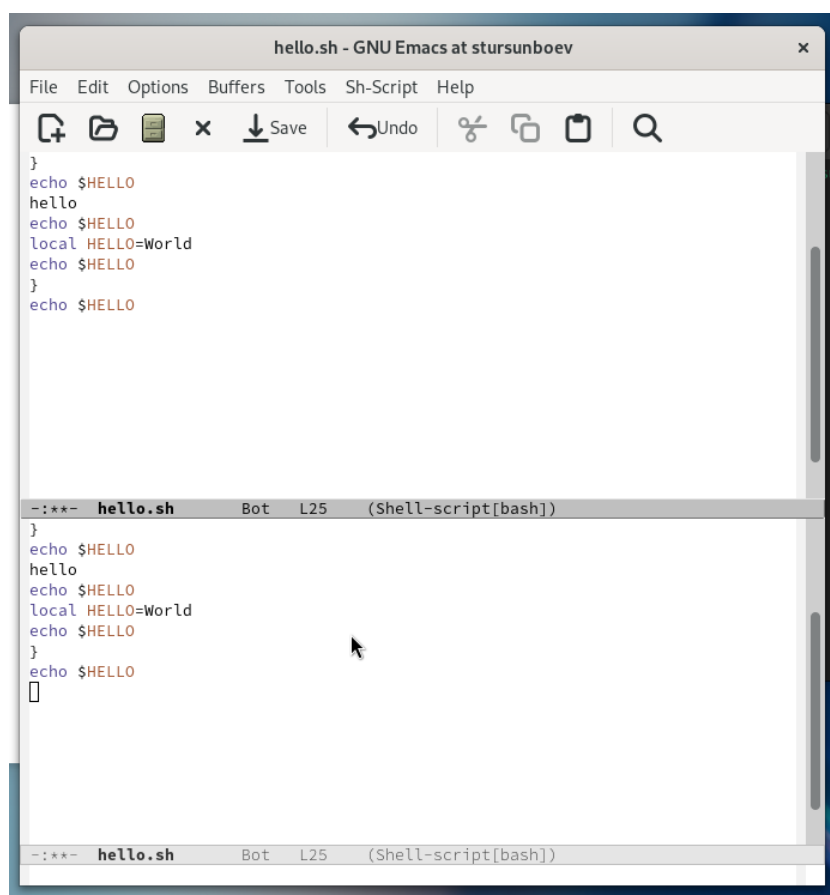 hello.sh - GNU Emacs at stursunboev
File Edit Options Buffers Tools Sh-Script Help
Save Undo
}
echo $HELLO
hello
echo $HELLO
local HELLO=World
echo $HELLO
}
echo $HELLO
-:**- hello.sh Bot L25 (Shell-script[bash])
}
echo $HELLO
hello
echo $HELLO
local HELLO=World
echo $HELLO
}
echo $HELLO
-:**- hello.sh Bot L25 (Shell-script[bash])